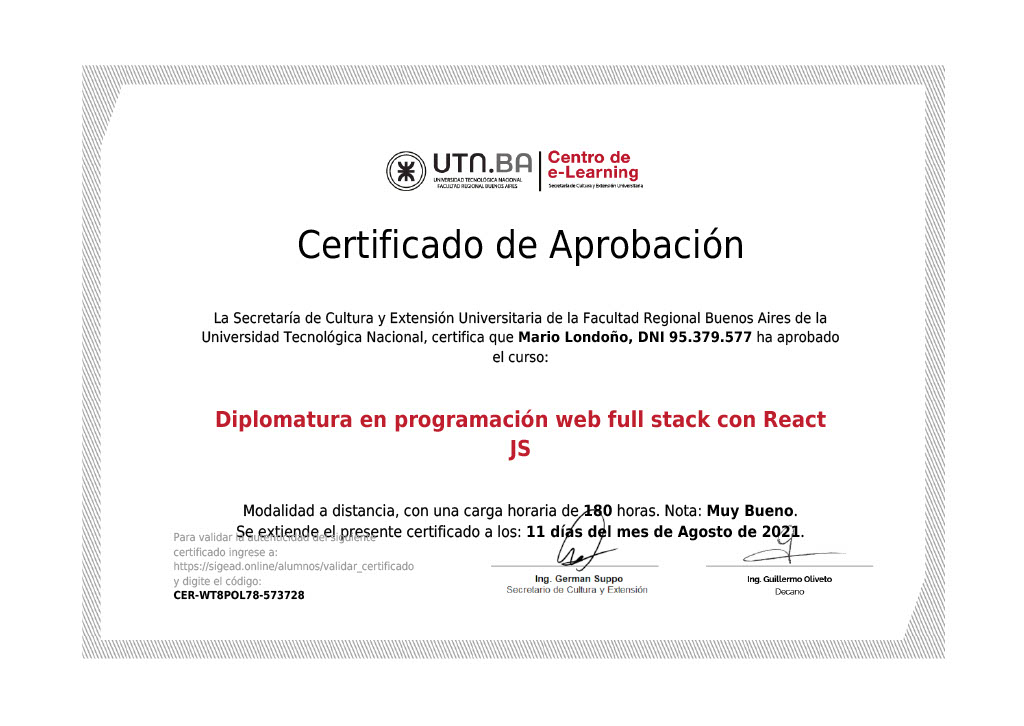 UTN.BA
UNIVERSIDAD TECNOLÓGICA NACIONAL
FACULTAD REGIONAL BUENOS AIRES
Centro de
e-Learning
Secretaría de Cultura y Extensión Universitaria
Certificado de Aprobación
La Secretaría de Cultura y Extensión Universitaria de la Facultad Regional Buenos Aires de la
Universidad Tecnológica Nacional, certifica que Mario Londoño, DNI 95.379.577 ha aprobado
el curso:
Diplomatura en programación web full stack con React
JS
Modalidad a distancia, con una carga horaria de 180 horas. Nota: Muy Bueno.
Se extiende el presente certificado a los: 11 días del mes de Agosto de 2021.
Para validar la autenticidad del siguiente
certificado ingrese a:
https://sigead.online/alumnos/validar_certificado
y digite el código:
CER-WT8POL78-573728
Ing. German Suppo
Secretario de Cultura y Extensión
Ing. Guillermo Oliveto
Decano